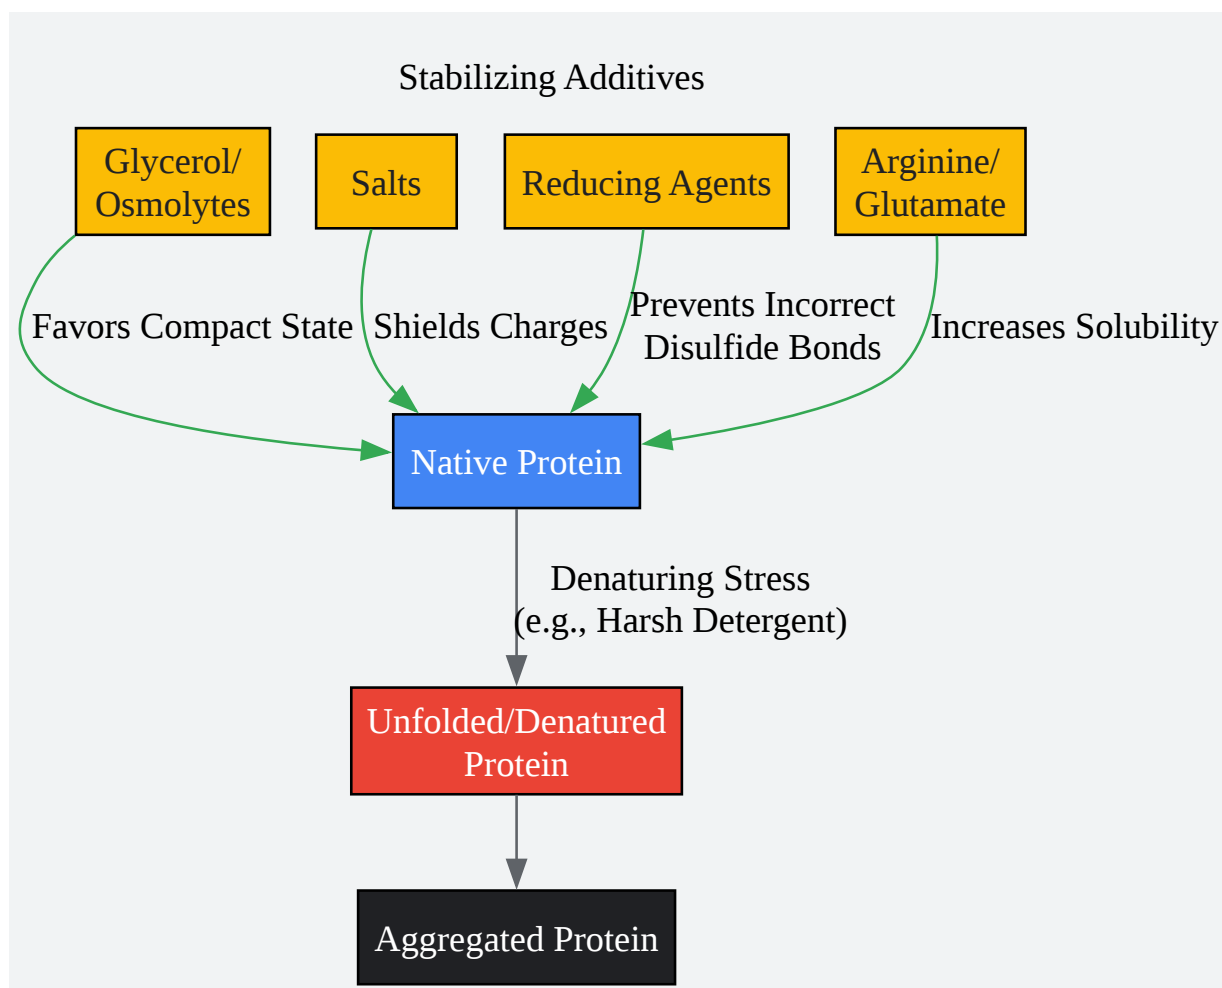 Stabilizing Additives
Glycerol/
Osmolytes
Salts
Reducing Agents
Arginine/
Glutamate
Favors Compact State
Shields Charges
Prevents Incorrect
Disulfide Bonds
Increases Solubility
Native Protein
Denaturing Stress
(e.g., Harsh Detergent)
Unfolded/Denatured
Protein
Aggregated Protein